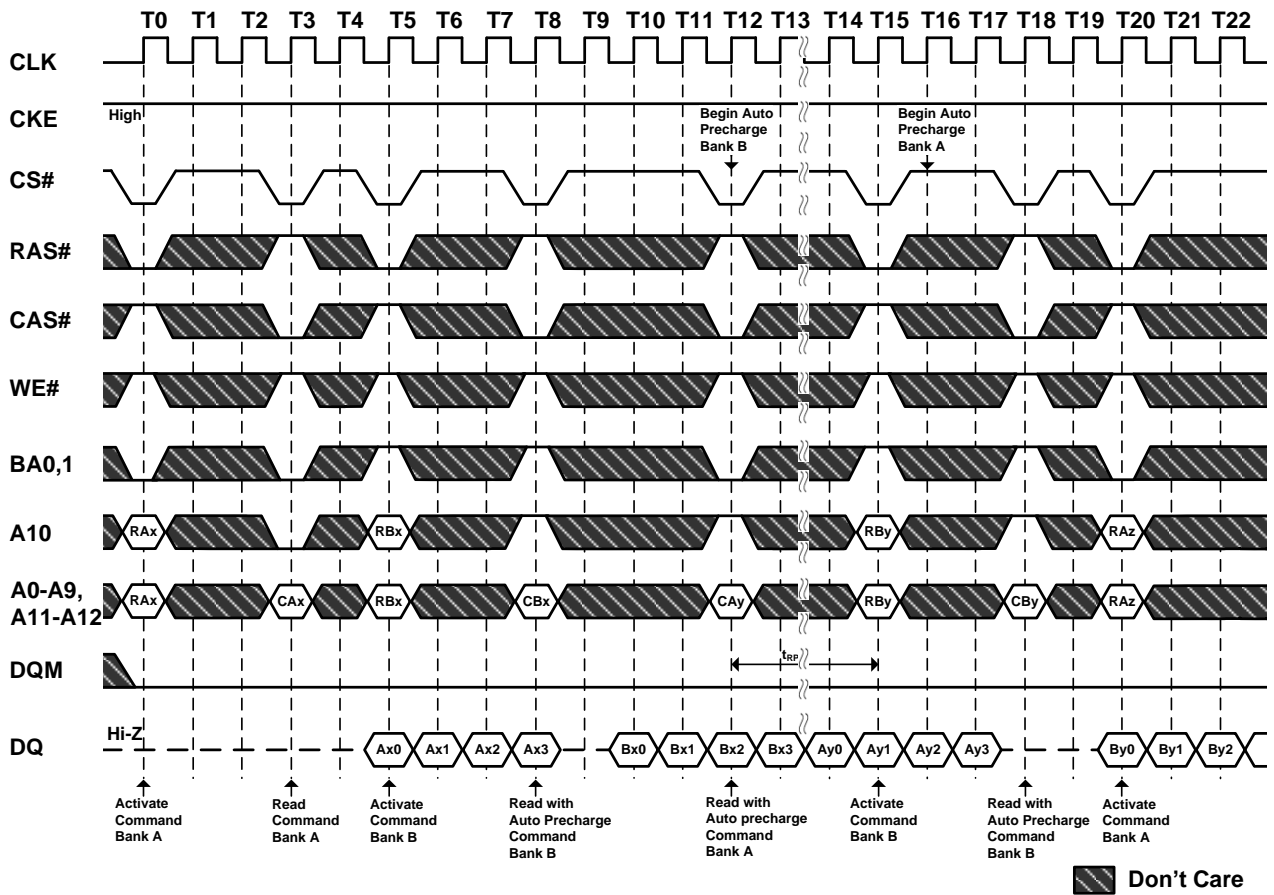 T0 T1 T2 T3 T4 T5 T6 T7 T8 T9 T10 T11 T12 T13 T14 T15 T16 T17 T18 T19 T20 T21 T22
CLK
CKE
High
Begin Auto
Precharge
Bank B
Begin Auto
Precharge
Bank A
CS#
RAS#
CAS#
WE#
BA0,1
A10
RAx RBx RBy RAz
A0-A9,
A11-A12
RAx CAx RBx CBx CAy RBy CBy RAz
DQM
tRP
DQ
Hi-Z
Ax0 Ax1 Ax2 Ax3 Bx0 Bx1 Bx2 Bx3 Ay0 Ay1 Ay2 Ay3 By0 By1 By2
Activate
Command
Bank A
Read
Command
Bank A
Activate
Command
Bank B
Read with
Auto Precharge
Command
Bank B
Read with
Auto precharge
Command
Bank A
Activate
Command
Bank B
Read with
Auto Precharge
Command
Bank B
Activate
Command
Bank A
Don't Care